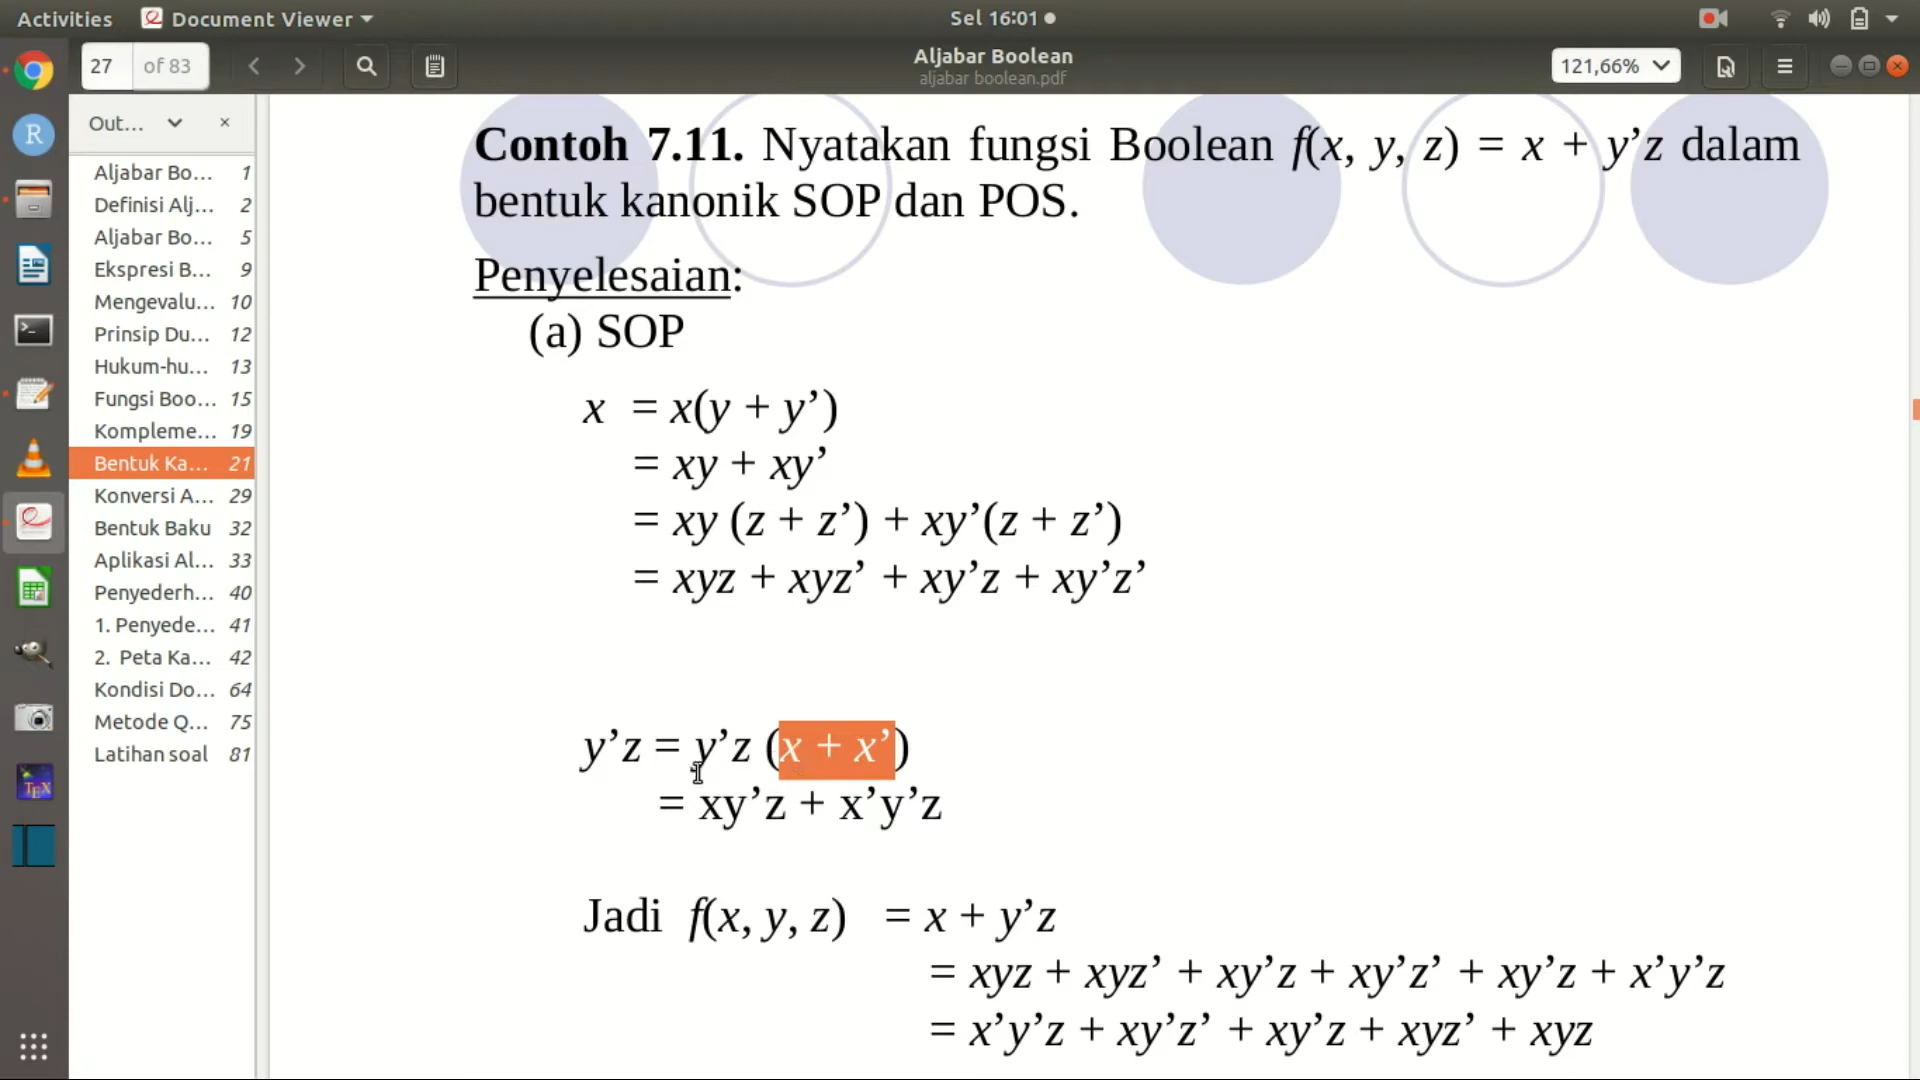 Activities
Document Viewer
Sel 16:01
27 of 83
Aljabar Boolean
aljabar boolean.pdf
121,66%
Out...
Aljabar Bo... 1
Definisi Alj... 2
Aljabar Bo... 5
Ekspresi B... 9
Mengevalu... 10
Prinsip Du... 12
Hukum-hu... 13
Fungsi Boo... 15
Kompleme... 19
Bentuk Ka... 21
Konversi A... 29
Bentuk Baku 32
Aplikasi Al... 33
Penyederh... 40
1. Penyede... 41
2. Peta Ka... 42
Kondisi Do... 64
Metode Q... 75
Latihan soal 81
R
TEX
Contoh 7.11. Nyatakan fungsi Boolean f(x, y, z) = x + y’z dalam
bentuk kanonik SOP dan POS.
Penyelesaian:
(a) SOP
x = x(y + y’)
= xy + xy’
= xy (z + z’) + xy’(z + z’)
= xyz + xyz’ + xy’z + xy’z’
y’z = y’z (x + x’)
= xy’z + x’y’z
Jadi f(x, y, z) = x + y’z
= xyz + xyz’ + xy’z + xy’z’ + xy’z + x’y’z
= x’y’z + xy’z’ + xy’z + xyz’ + xyz